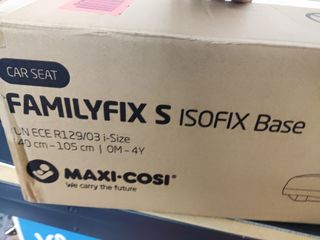 CAR SEAT
FAMILYFIX S ISOFIX Base
UN ECE R129/03 i-Size
40 cm – 105 cm | 0M - 4Y
MAXI-COSI®
We carry the future